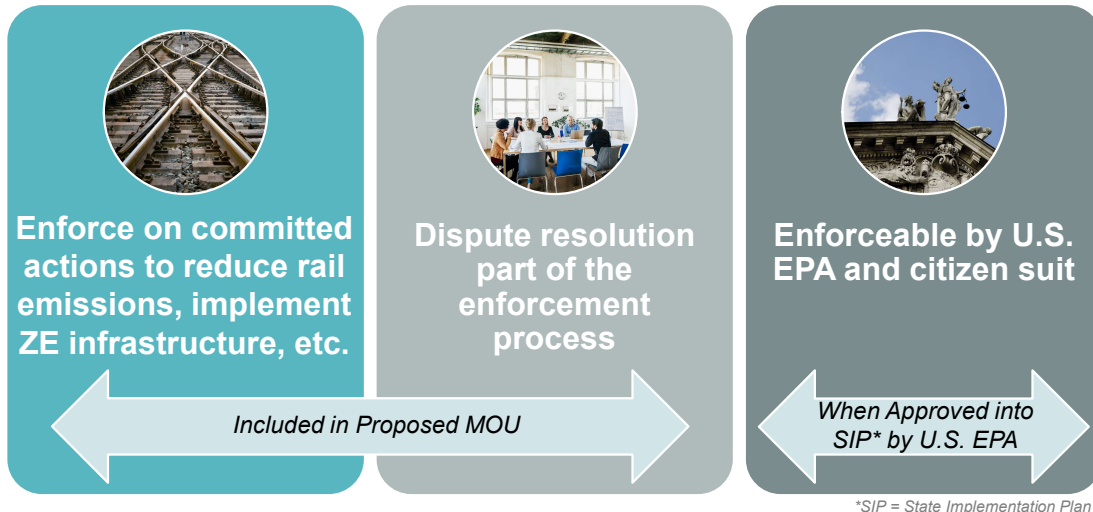 Enforce on committed
actions to reduce rail
emissions, implement
ZE infrastructure, etc.
Dispute resolution
part of the
enforcement
process
Enforceable by U.S.
EPA and citizen suit
Included in Proposed MOU
When Approved into
SIP* by U.S. EPA
*SIP = State Implementation Plan